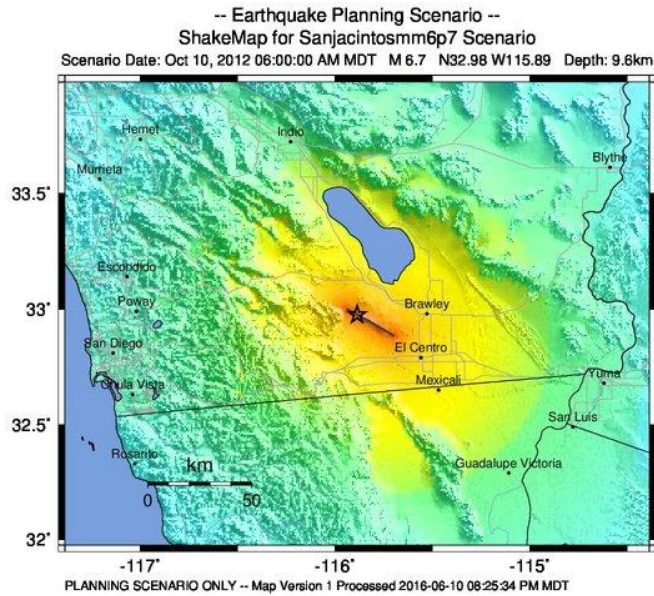 -- Earthquake Planning Scenario --
ShakeMap for Sanjacintosmm6p7 Scenario
Scenario Date: Oct 10, 2012 06:00:00 AM MDT M 6.7 N32.98 W115.89 Depth: 9.6km
Hemet
Indio
Blythe
Murrieta
33.5°
Escondido
Poway
33°
Brawley
San Diego
El Centro
Chula Vista
Mexicali
Yuma
32.5°
San Luis
Rosarito
km
Guadalupe Victoria
0 50
32°
-117° -116° -115°
PLANNING SCENARIO ONLY -- Map Version 1 Processed 2016-06-10 08:25:34 PM MDT